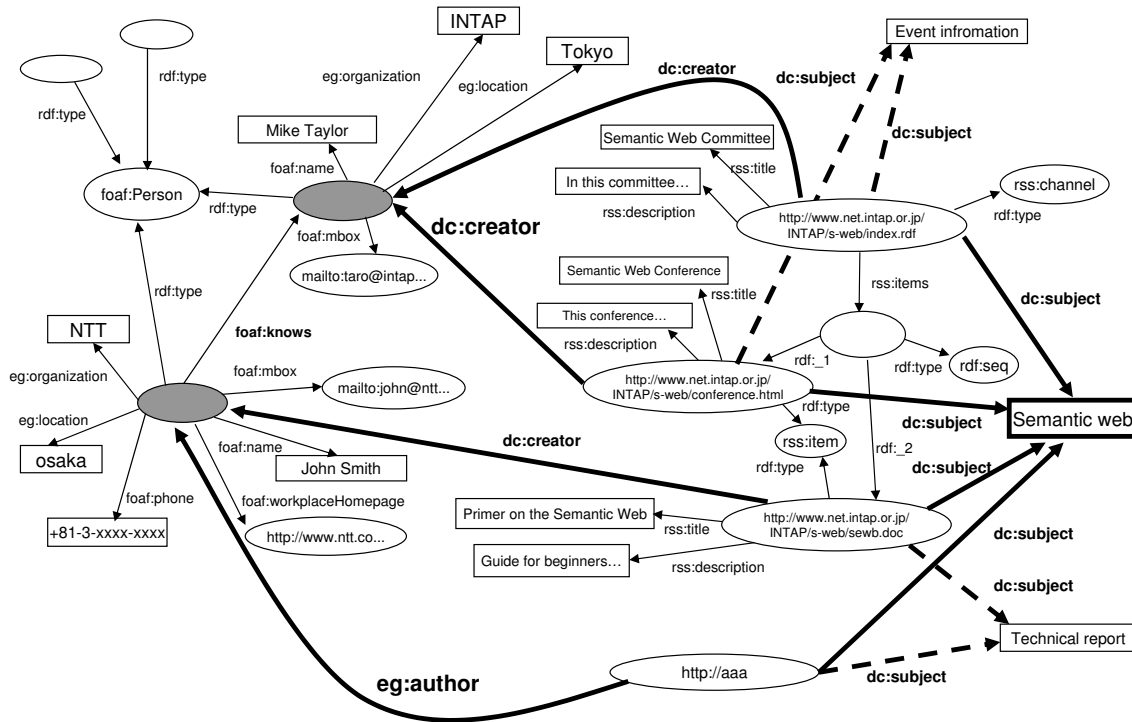 INTAP
Event infromation
Tokyo
rdf:type
eg:organization
dc:creator
dc:subject
eg:location
rdf:type
Mike Taylor
Semantic Web Committee
dc:subject
foaf:name
rss:title
foaf:Person
In this committee…
rss:channel
rdf:type
rss:description
rdf:type
http://www.net.intap.or.jp/
INTAP/s-web/index.rdf
dc:creator
foaf:mbox
mailto:taro@intap...
Semantic Web Conference
rss:items
rdf:type
rss:title
dc:subject
NTT
foaf:knows
This conference…
rss:description
rdf:_1
rdf:type
rdf:seq
eg:organization
foaf:mbox
mailto:john@ntt...
http://www.net.intap.or.jp/
INTAP/s-web/conference.html
rdf:type
eg:location
dc:subject
Semantic web
foaf:name
dc:creator
rss:item
rdf:_2
osaka
John Smith
rdf:type
dc:subject
foaf:phone
foaf:workplaceHomepage
+81-3-xxxx-xxxx
http://www.ntt.co...
Primer on the Semantic Web
rss:title
http://www.net.intap.or.jp/
INTAP/s-web/sewb.doc
dc:subject
Guide for beginners…
rss:description
dc:subject
Technical report
eg:author
http://aaa
dc:subject